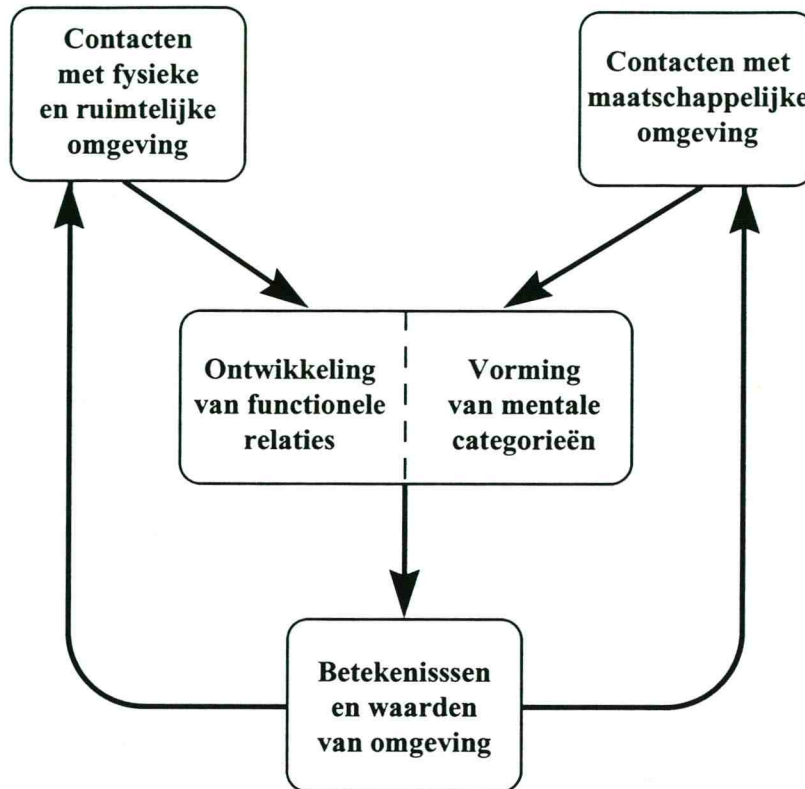 Contacten
met fysieke
en ruimtelijke
omgeving
Contacten met
maatschappelijke
omgeving
Ontwikkeling
van functionele
relaties
Vorming
van mentale
categorieën
Betekenisssen
en waarden
van omgeving